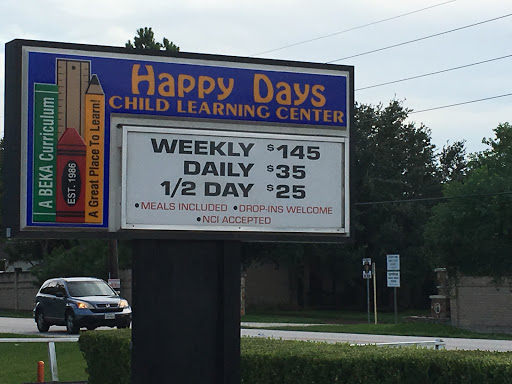 Happy Days
CHILD LEARNING CENTER
A BEKA Curriculum
EST. 1986
A Great Place To Learn!
WEEKLY $145
DAILY $35
1/2 DAY $25
•MEALS INCLUDED •DROP-INS WELCOME
•NCI ACCEPTED